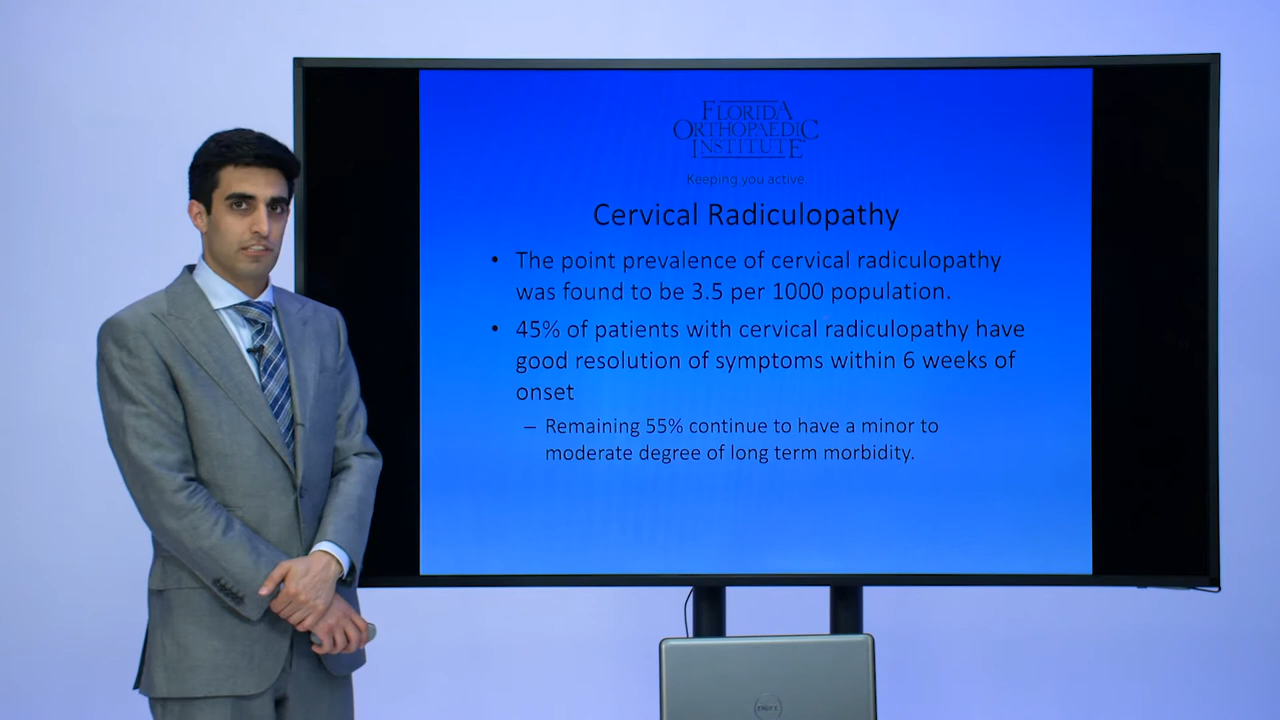 FLORIDA
ORTHOPAEDIC
INSTITUTE
Keeping you active.
Cervical Radiculopathy
• The point prevalence of cervical radiculopathy
was found to be 3.5 per 1000 population.
• 45% of patients with cervical radiculopathy have
good resolution of symptoms within 6 weeks of
onset
– Remaining 55% continue to have a minor to
moderate degree of long term morbidity.
DELL